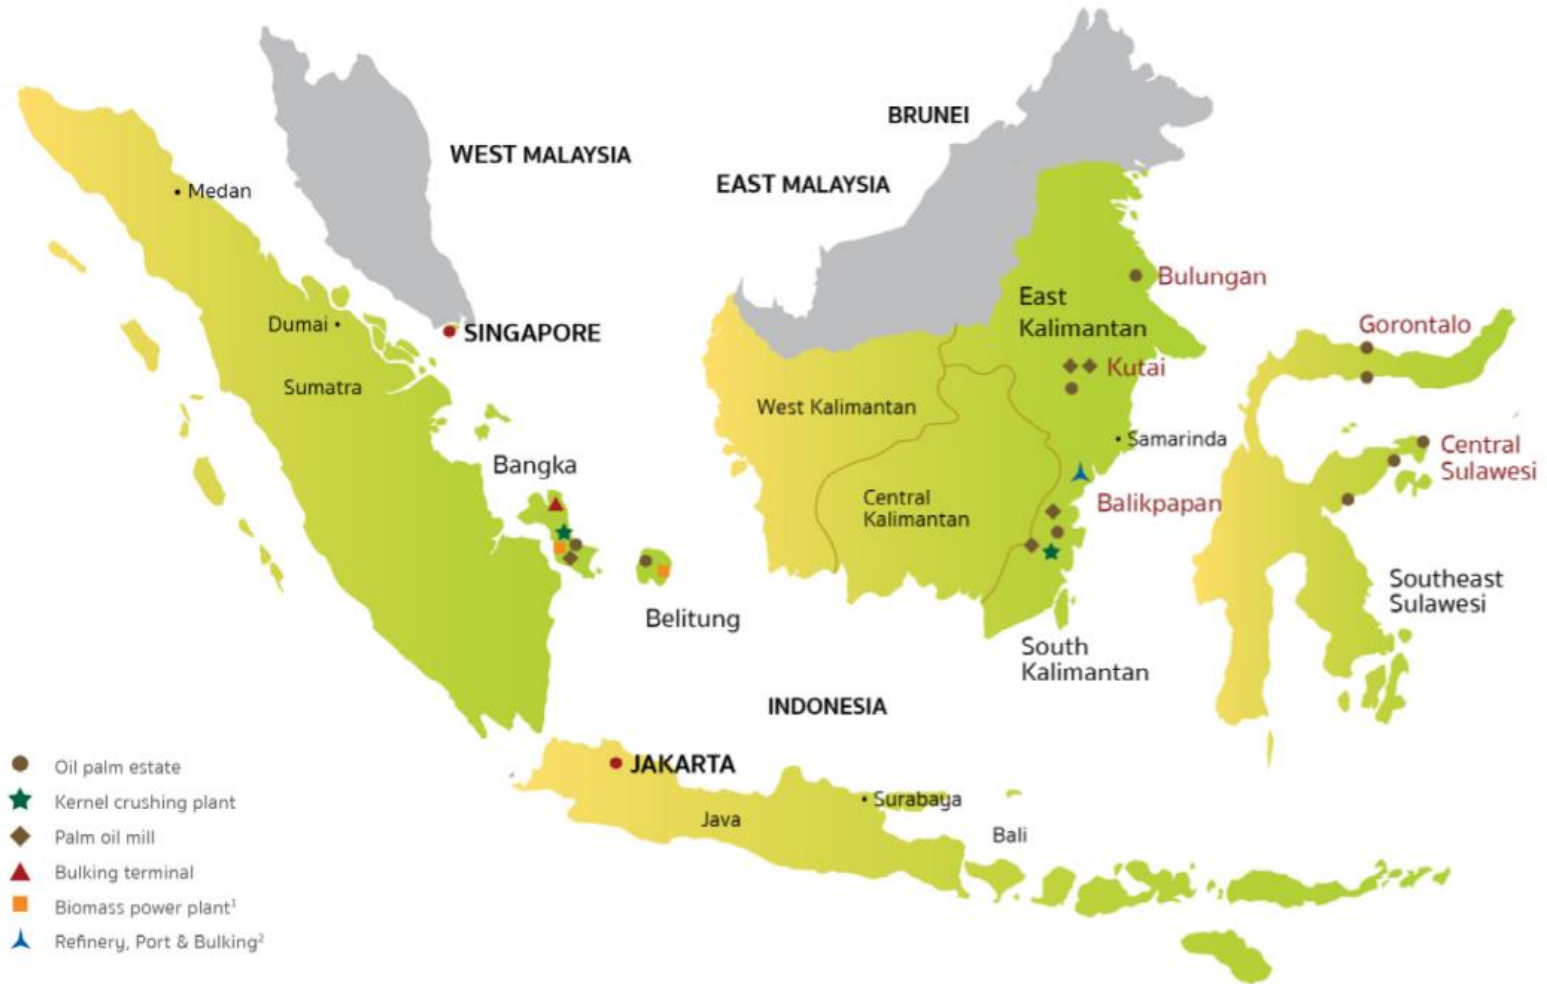 BRUNEI
WEST MALAYSIA
EAST MALAYSIA
Medan
Bulungan
East
Kalimantan
Dumai
SINGAPORE
Gorontalo
Sumatra
Kutai
West Kalimantan
Samarinda
Central
Sulawesi
Bangka
Central
Kalimantan
Balikpapan
Southeast
Sulawesi
Belitung
South
Kalimantan
INDONESIA
JAKARTA
Surabaya
Java
Bali
Oil palm estate
Kernel crushing plant
Palm oil mill
Bulking terminal
Biomass power plant¹
Refinery, Port & Bulking²